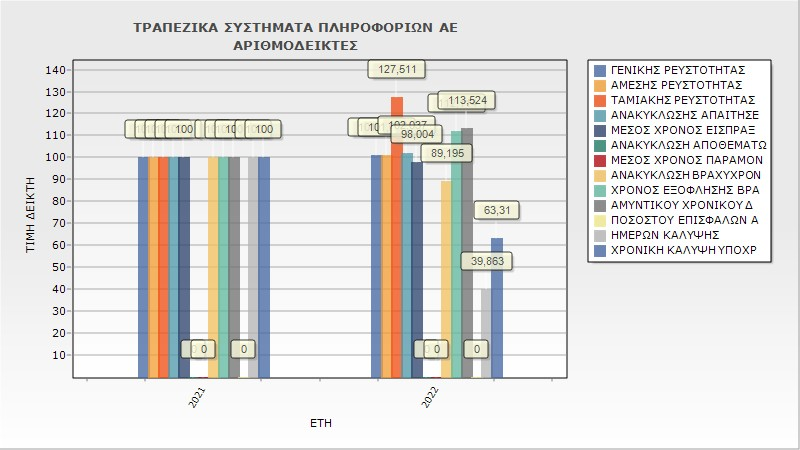 ΤΡΑΠΕΖΙΚΑ ΣΥΣΤΗΜΑΤΑ ΠΛΗΡΟΦΟΡΙΩΝ ΑΕ
ΑΡΙΘΜΟΔΕΙΚΤΕΣ
140
130
120
110
100
90
80
70
60
50
40
30
20
10
ΤΙΜΗ ΔΕΙΚΤΗ
100
100
100
0
0
127,511
98,004
113,524
89,195
63,31
39,863
0
0
2021
2022
ΕΤΗ
ΓΕΝΙΚΗΣ ΡΕΥΣΤΟΤΗΤΑΣ
ΑΜΕΣΗΣ ΡΕΥΣΤΟΤΗΤΑΣ
ΤΑΜΙΑΚΗΣ ΡΕΥΣΤΟΤΗΤΑΣ
ΑΝΑΚΥΚΛΩΣΗΣ ΑΠΑΙΤΗΣΕ
ΜΕΣΟΣ ΧΡΟΝΟΣ ΕΙΣΠΡΑΞ
ΑΝΑΚΥΚΛΩΣΗ ΑΠΟΘΕΜΑΤΩ
ΜΕΣΟΣ ΧΡΟΝΟΣ ΠΑΡΑΜΟΝ
ΑΝΑΚΥΚΛΩΣΗ ΒΡΑΧΥΧΡΟΝ
ΧΡΟΝΟΣ ΕΞΟΦΛΗΣΗΣ ΒΡΑ
ΑΜΥΝΤΙΚΟΥ ΧΡΟΝΙΚΟΥ Δ
ΠΟΣΟΣΤΟΥ ΕΠΙΣΦΑΛΩΝ Α
ΗΜΕΡΩΝ ΚΑΛΥΨΗΣ
ΧΡΟΝΙΚΗ ΚΑΛΥΨΗ ΥΠΟΧΡ